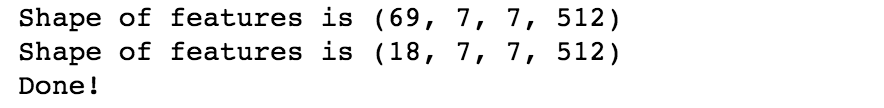 Shape of features is (69, 7, 7, 512)
Shape of features is (18, 7, 7, 512)
Done!